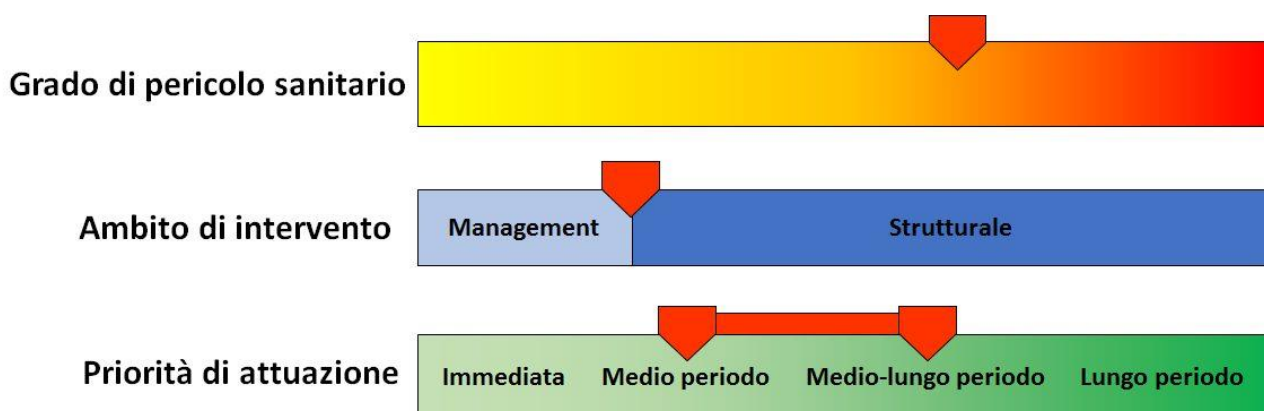 Grado di pericolo sanitario
Ambito di intervento
Management
Strutturale
Priorità di attuazione
Immediata
Medio periodo
Medio-lungo periodo
Lungo periodo